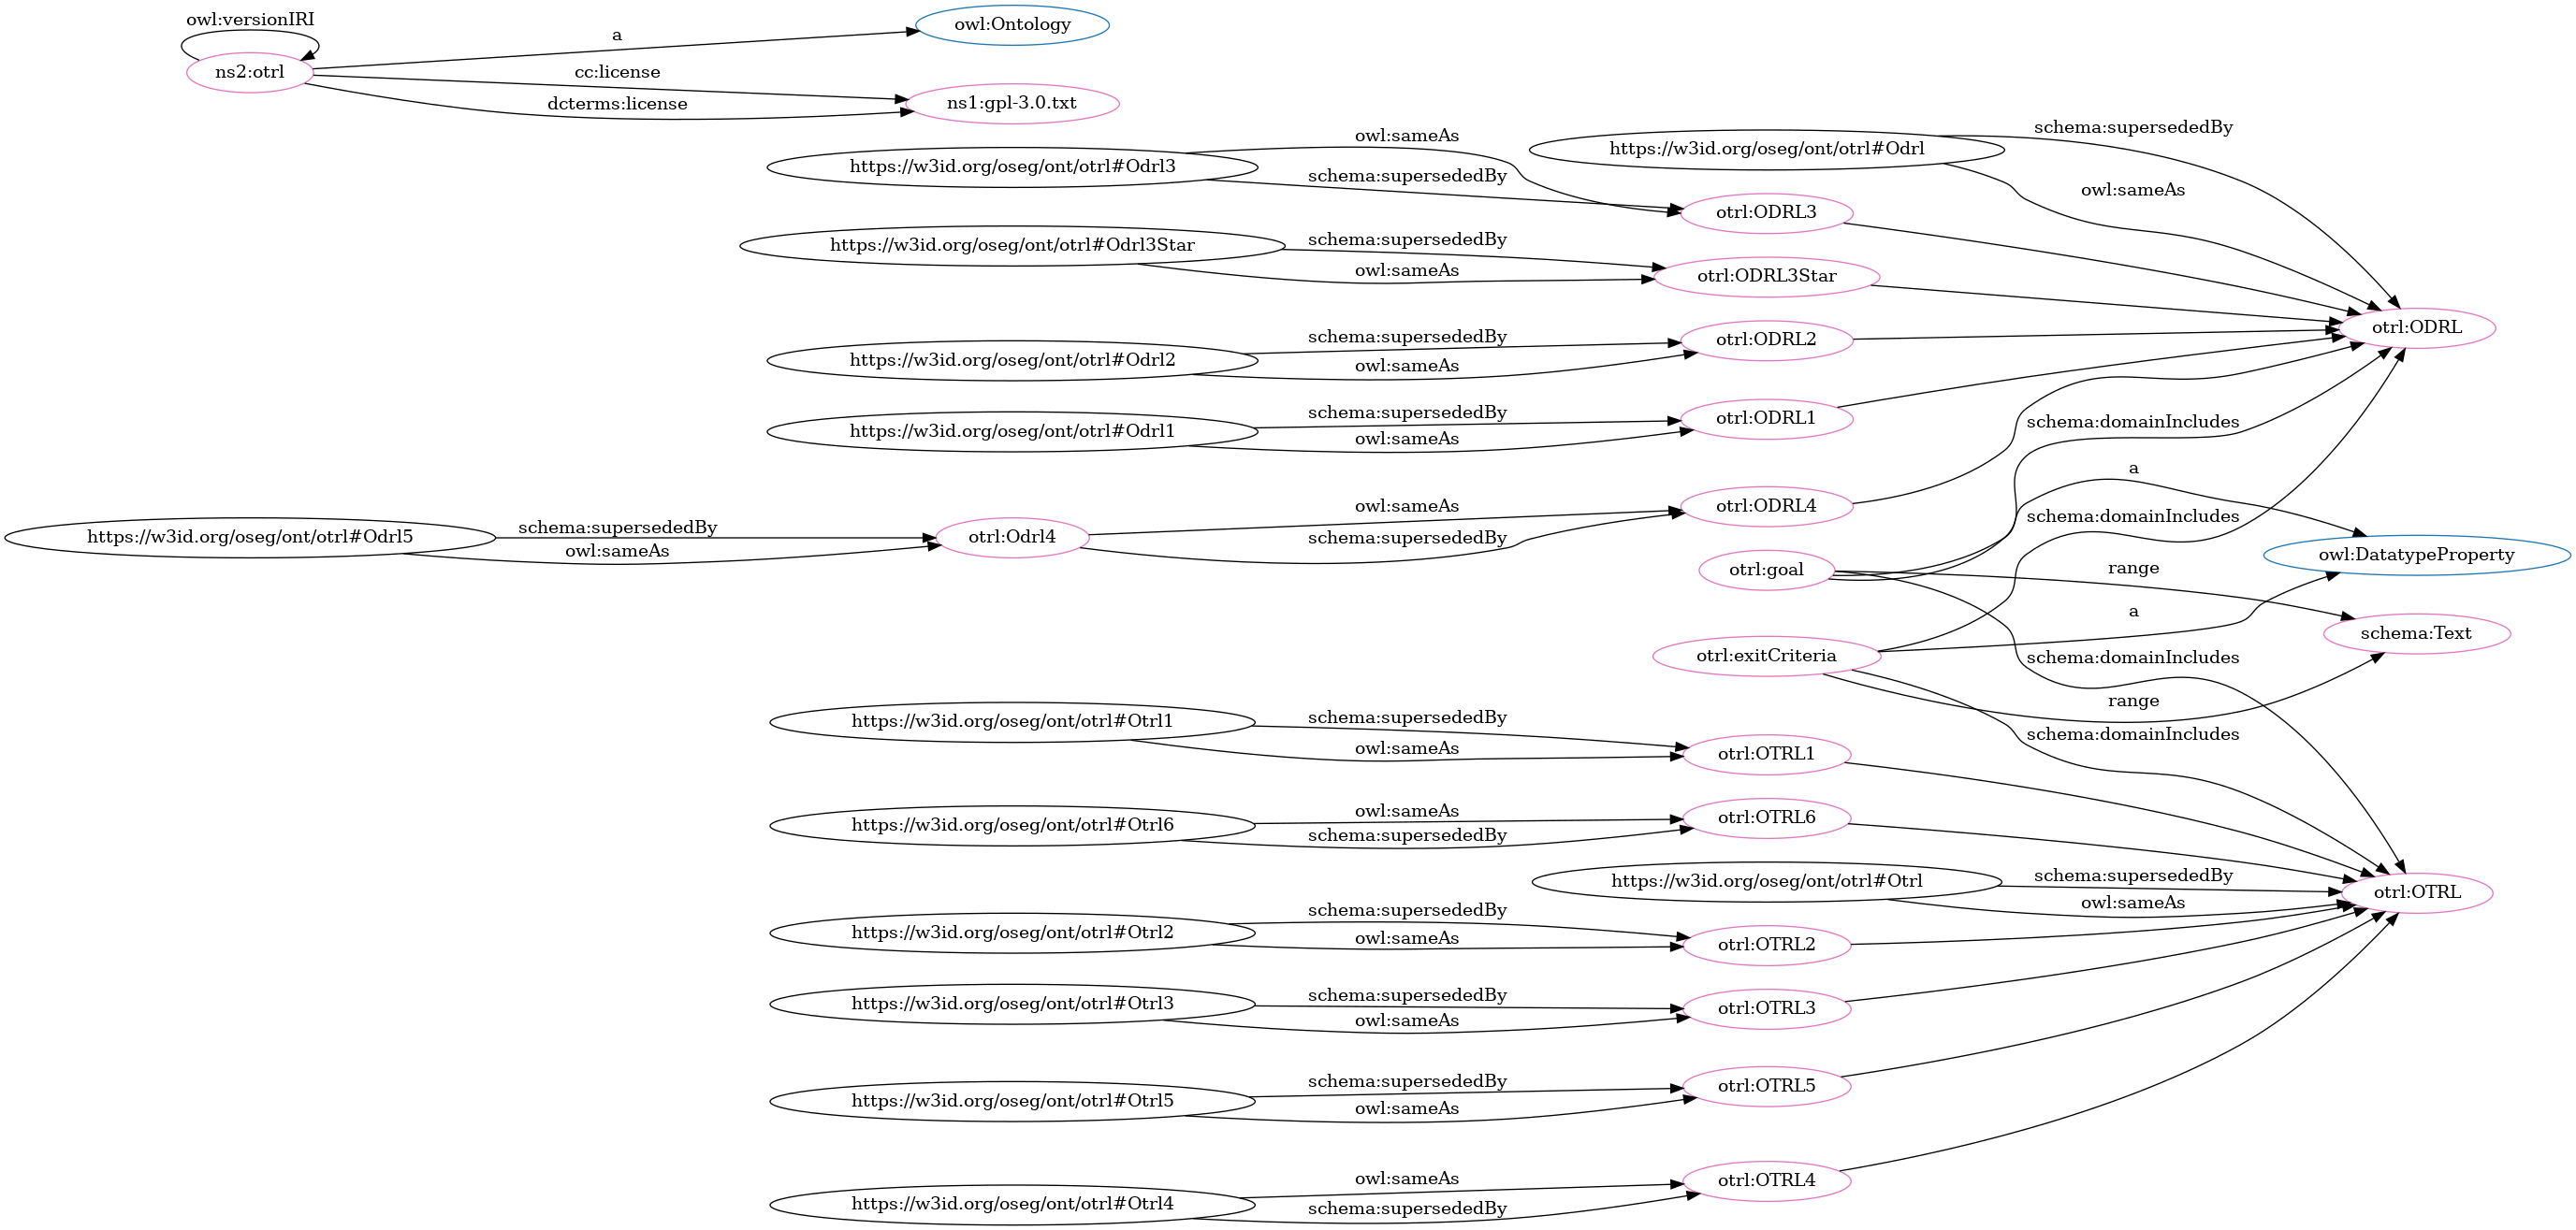 owl:versionIRI
ns2:otrl
a
owl:Ontology
cc:license
dcterms:license
ns1:gpl-3.0.txt
https://w3id.org/oseg/ont/otrl#Odrl3
owl:sameAs
schema:supersededBy
otrl:ODRL3
https://w3id.org/oseg/ont/otrl#Odrl
schema:supersededBy
owl:sameAs
https://w3id.org/oseg/ont/otrl#Odrl3Star
schema:supersededBy
owl:sameAs
otrl:ODRL3Star
otrl:ODRL
https://w3id.org/oseg/ont/otrl#Odrl2
schema:supersededBy
owl:sameAs
otrl:ODRL2
https://w3id.org/oseg/ont/otrl#Odrl1
schema:supersededBy
owl:sameAs
otrl:ODRL1
schema:domainIncludes
https://w3id.org/oseg/ont/otrl#Odrl5
schema:supersededBy
owl:sameAs
otrl:Odrl4
owl:sameAs
schema:supersededBy
otrl:ODRL4
a
schema:domainIncludes
owl:DatatypeProperty
otrl:goal
range
a
schema:Text
otrl:exitCriteria
schema:domainIncludes
range
schema:domainIncludes
https://w3id.org/oseg/ont/otrl#Otrl1
schema:supersededBy
owl:sameAs
otrl:OTRL1
https://w3id.org/oseg/ont/otrl#Otrl6
owl:sameAs
schema:supersededBy
otrl:OTRL6
https://w3id.org/oseg/ont/otrl#Otrl
schema:supersededBy
owl:sameAs
otrl:OTRL
https://w3id.org/oseg/ont/otrl#Otrl2
schema:supersededBy
owl:sameAs
otrl:OTRL2
https://w3id.org/oseg/ont/otrl#Otrl3
schema:supersededBy
owl:sameAs
otrl:OTRL3
https://w3id.org/oseg/ont/otrl#Otrl5
schema:supersededBy
owl:sameAs
otrl:OTRL5
https://w3id.org/oseg/ont/otrl#Otrl4
owl:sameAs
schema:supersededBy
otrl:OTRL4